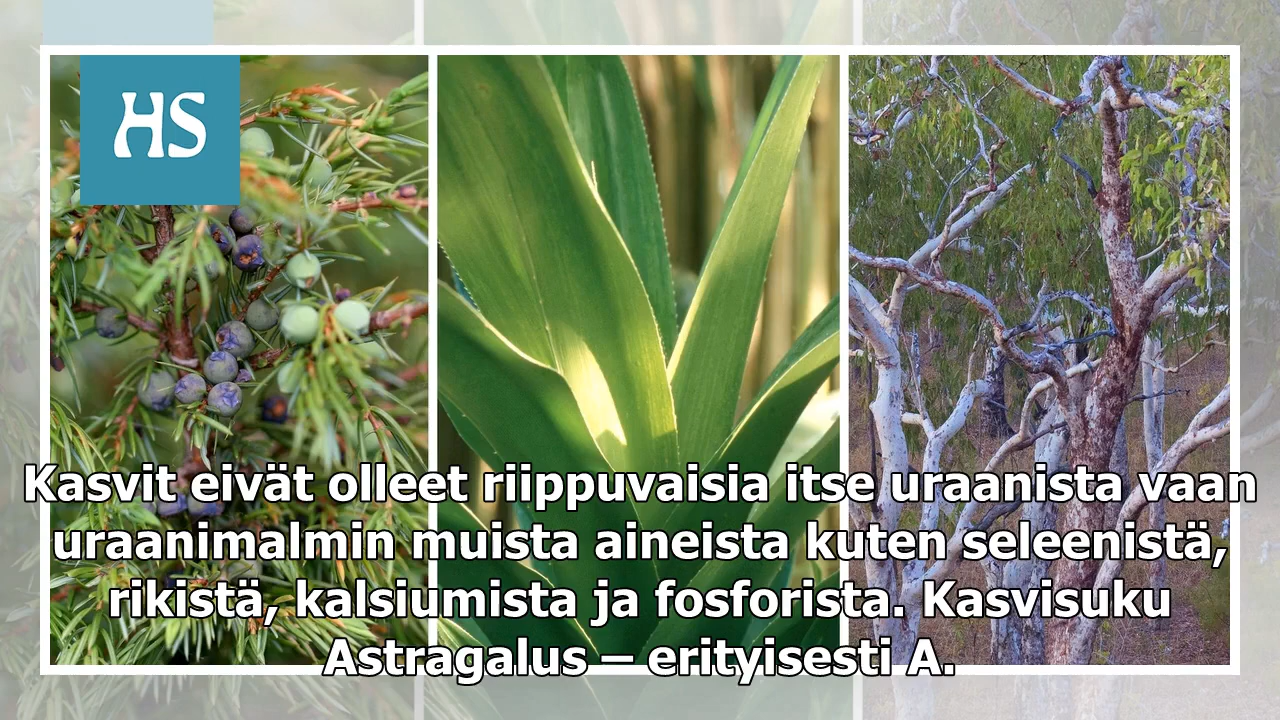 HS
Kasvit eivät olleet riippuvaisia itse uraanista vaan
uraanimalmin muista aineista kuten seleenistä,
rikistä, kalsiumista ja fosforista. Kasvisuku
Astragalus – erityisesti A.